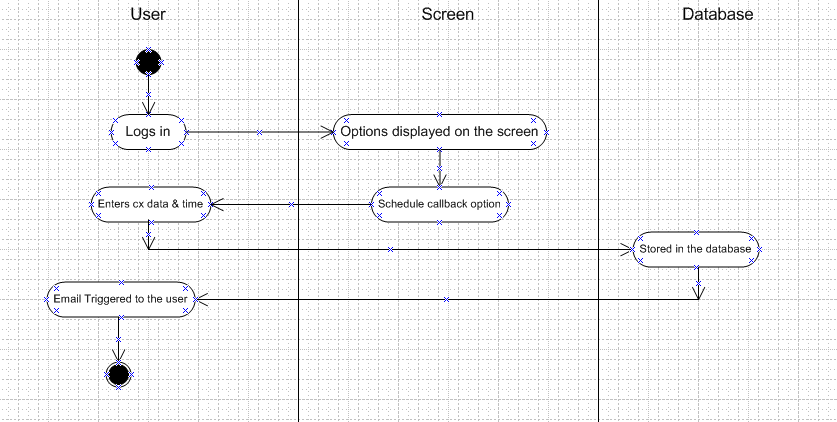 User
Screen
Database
Logs in
Options displayed on the screen
Enters cx data & time
Schedule callback option
Stored in the database
Email Triggered to the user